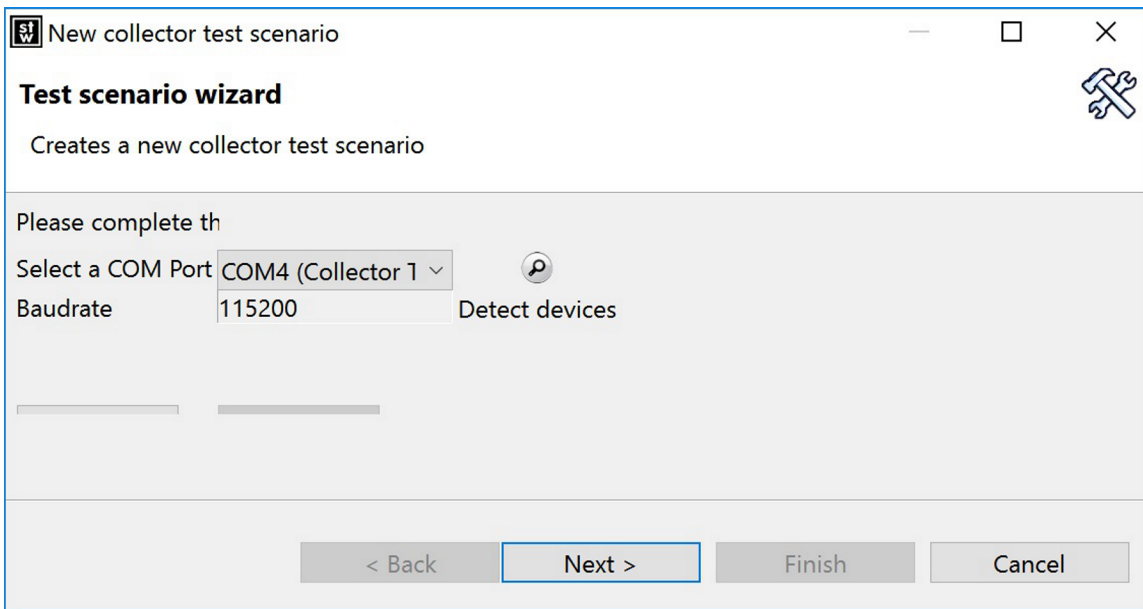 stw New collector test scenario
Test scenario wizard
Creates a new collector test scenario
Please complete th
Select a COM Port COM4 (Collector T
Baudrate 115200 Detect devices
< Back Next > Finish Cancel